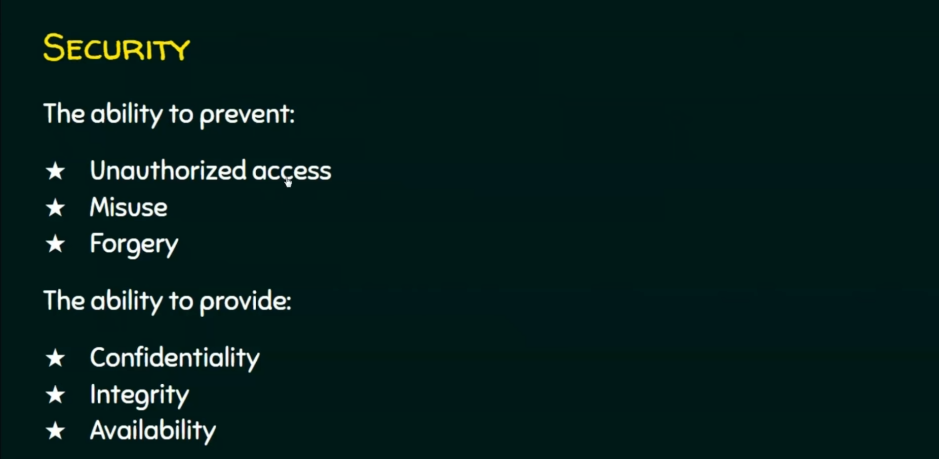 SECURITY
The ability to prevent:
★ Unauthorized access
★ Misuse
★ Forgery
The ability to provide:
★ Confidentiality
★ Integrity
★ Availability